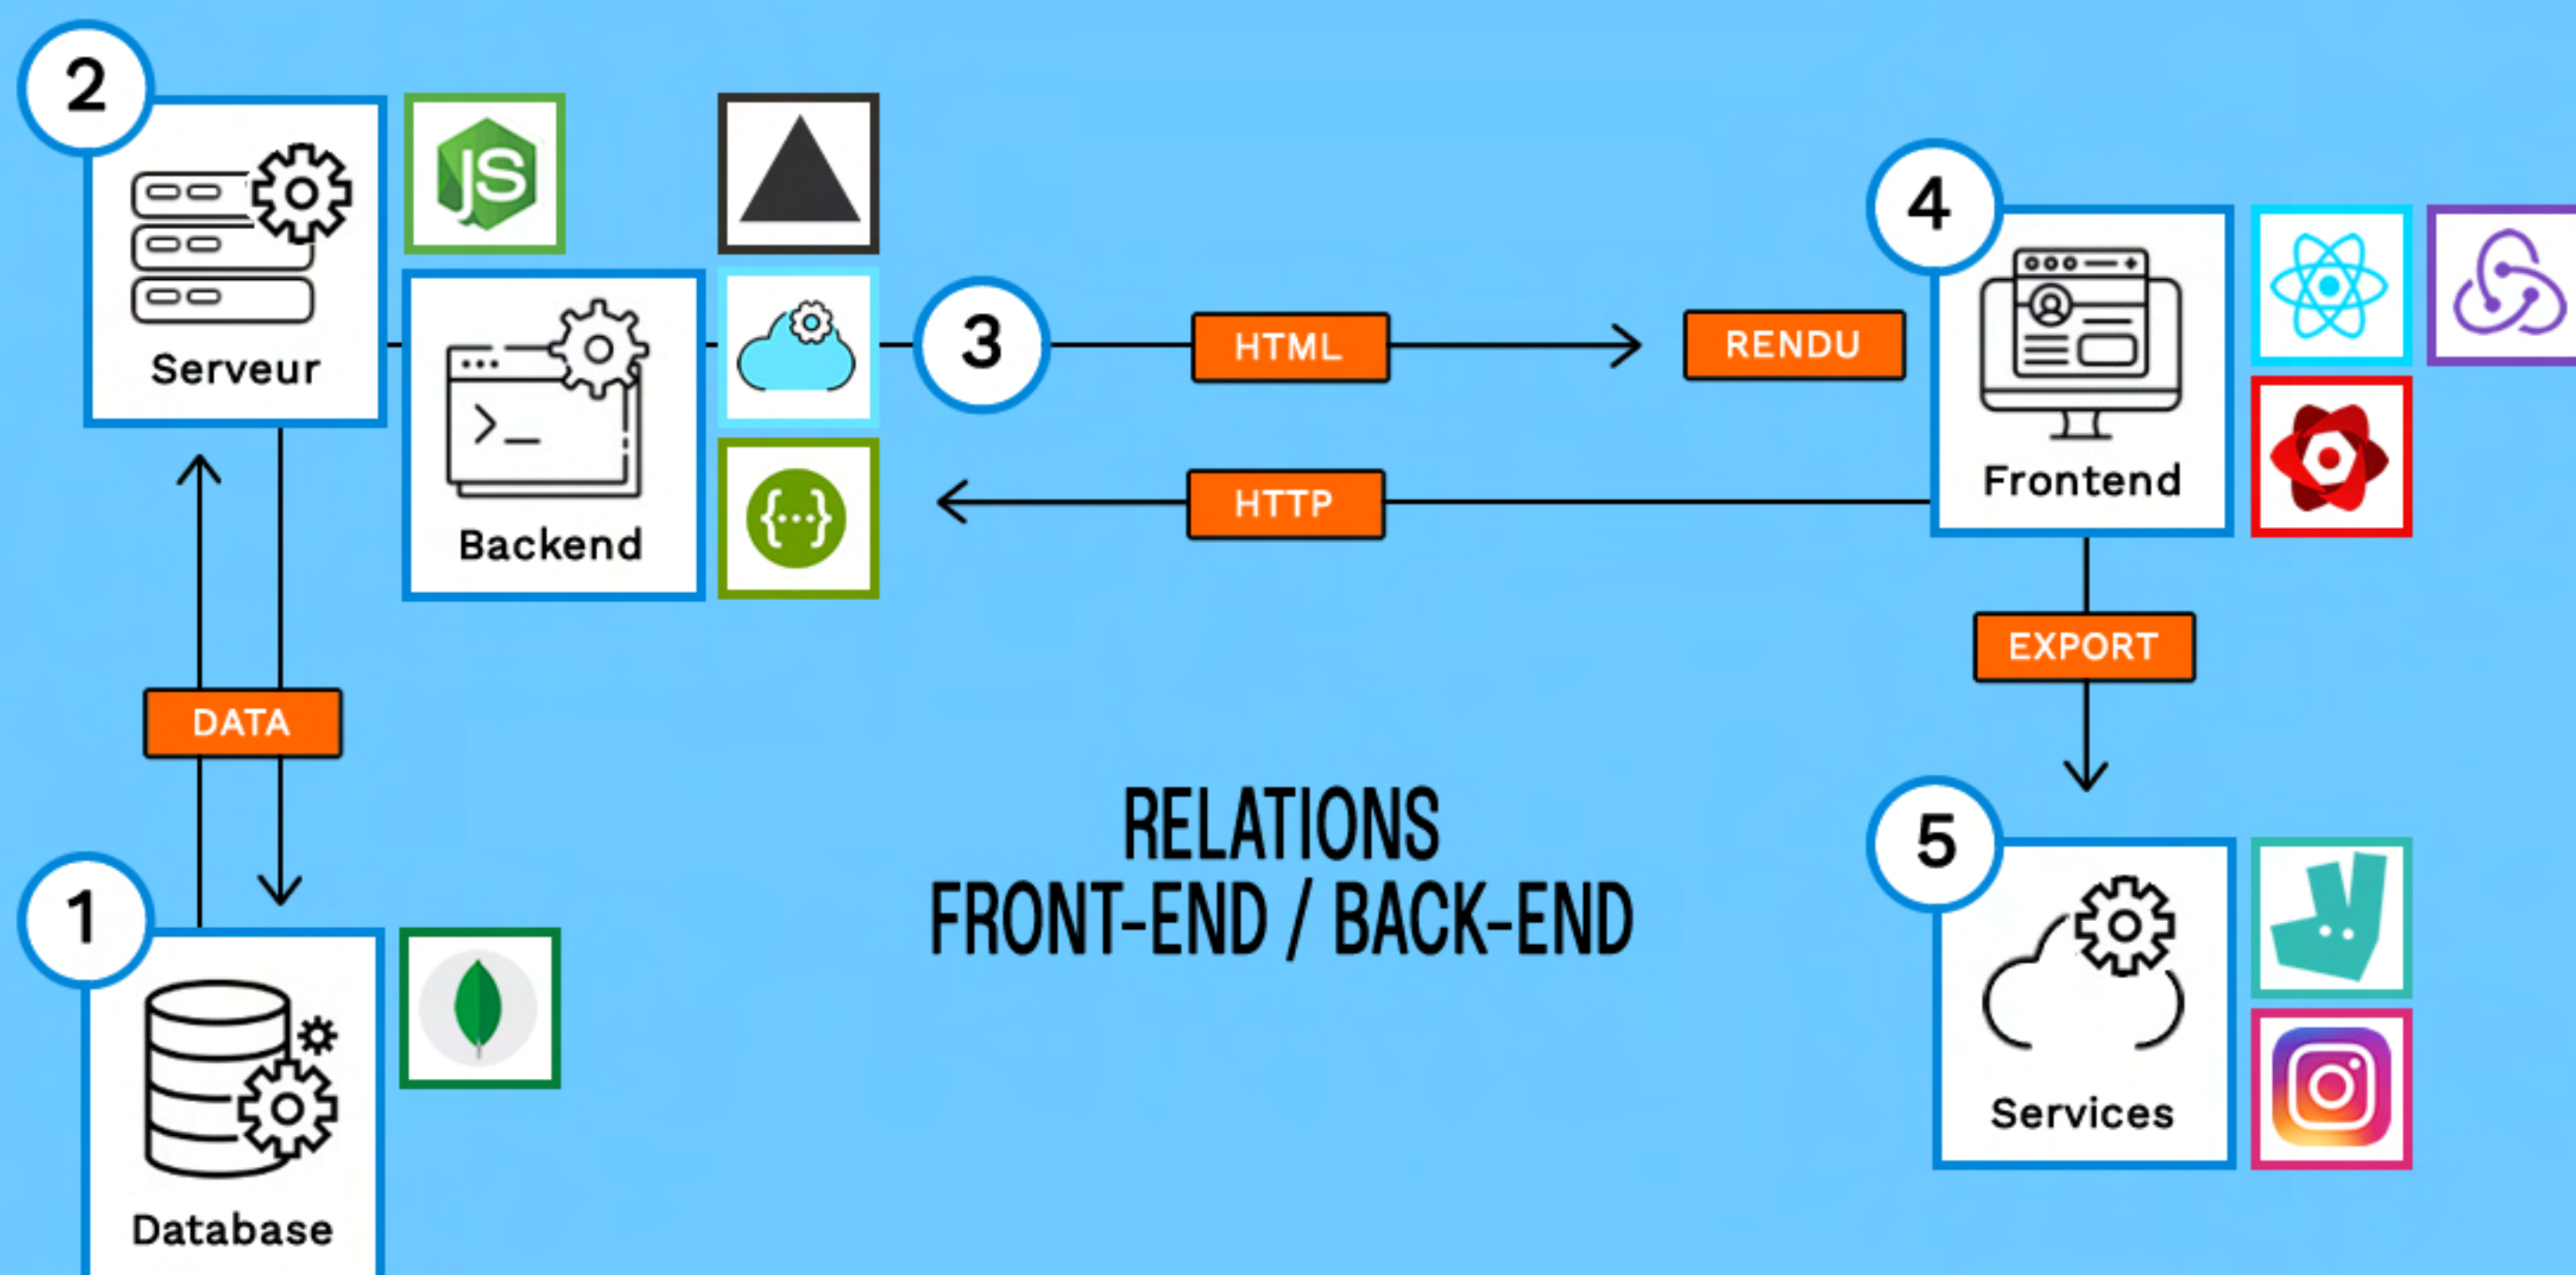 2
Serveur
JS
Backend
{...}
3
HTML
RENDU
HTTP
4
Frontend
EXPORT
DATA
RELATIONS
FRONT-END / BACK-END
1
Database
5
Services